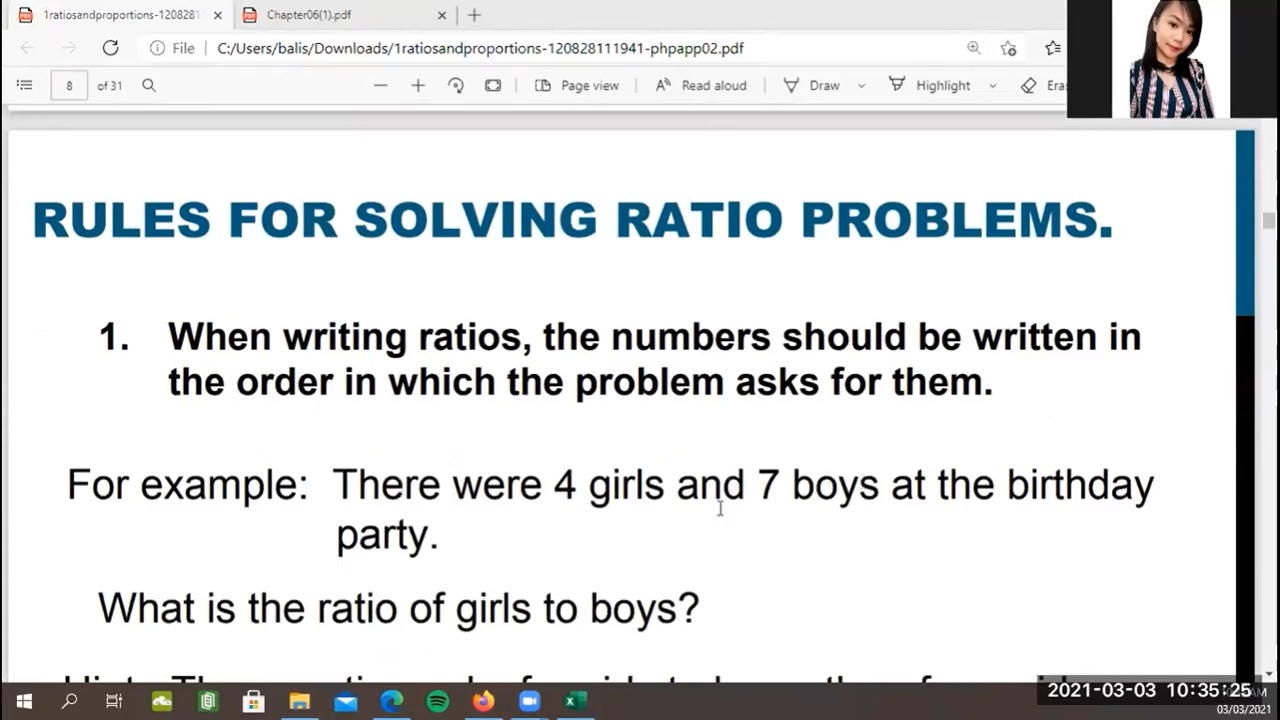 1ratiosandproportions-1208281
Chapter06(1).pdf
File
C:/Users/balis/Downloads/1ratiosandproportions-120828111941-phpapp02.pdf
8
of 31
Page view
Read aloud
Draw
Highlight
Eras
RULES FOR SOLVING RATIO PROBLEMS.
1. When writing ratios, the numbers should be written in
the order in which the problem asks for them.
For example: There were 4 girls and 7 boys at the birthday
party.
What is the ratio of girls to boys?
2021-03-03 10:35:25
03/03/2021